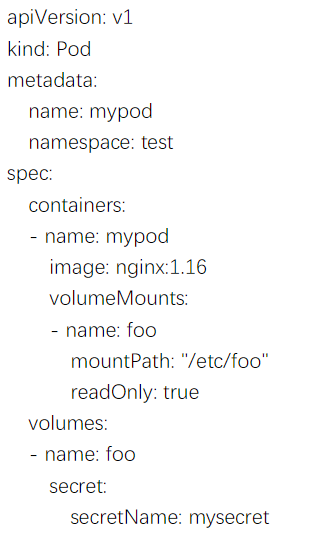 apiVersion: v1
kind: Pod
metadata:
  name: mypod
  namespace: test
spec:
  containers:
  - name: mypod
    image: nginx:1.16
    volumeMounts:
    - name: foo
      mountPath: "/etc/foo"
      readOnly: true
  volumes:
  - name: foo
    secret:
      secretName: mysecret